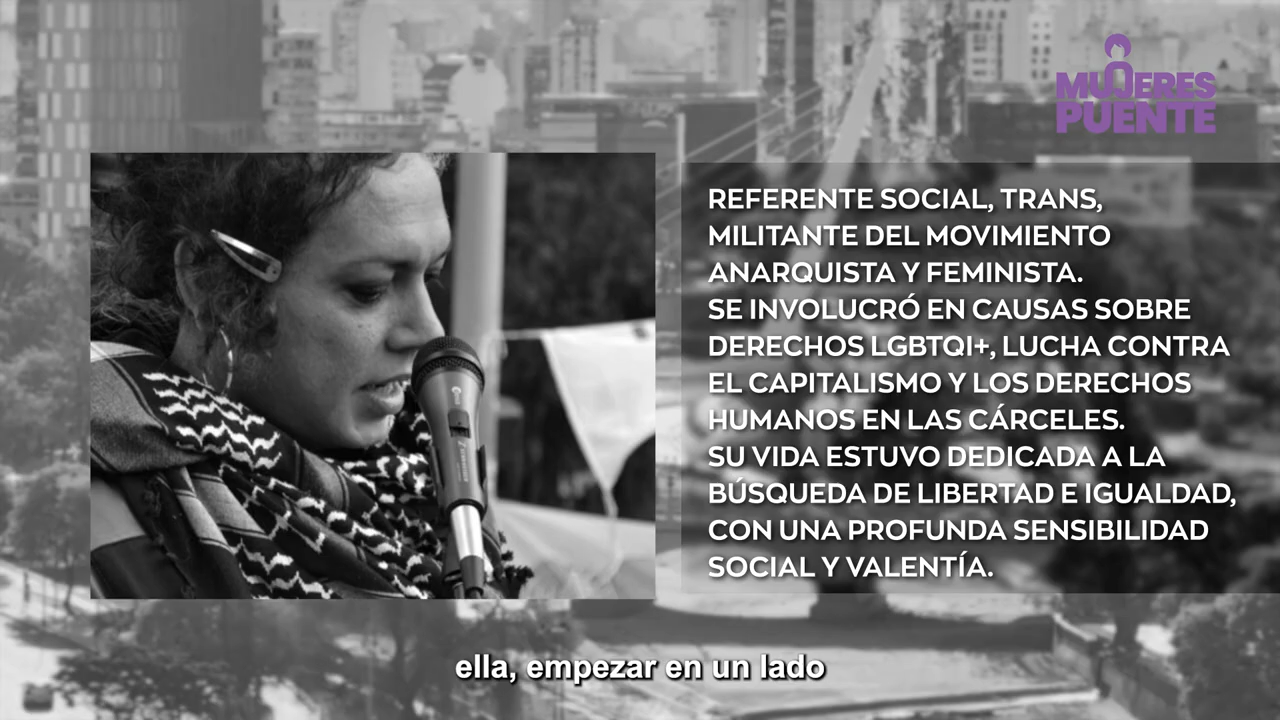 MUJERES
PUENTE
REFERENTE SOCIAL, TRANS,
MILITANTE DEL MOVIMIENTO
ANARQUISTA Y FEMINISTA.
SE INVOLUCRÓ EN CAUSAS SOBRE
DERECHOS LGBTQI+, LUCHA CONTRA
EL CAPITALISMO Y LOS DERECHOS
HUMANOS EN LAS CÁRCELES.
SU VIDA ESTUVO DEDICADA A LA
BÚSQUEDA DE LIBERTAD E IGUALDAD,
CON UNA PROFUNDA SENSIBILIDAD
SOCIAL Y VALENTÍA.
ella, empezar en un lado